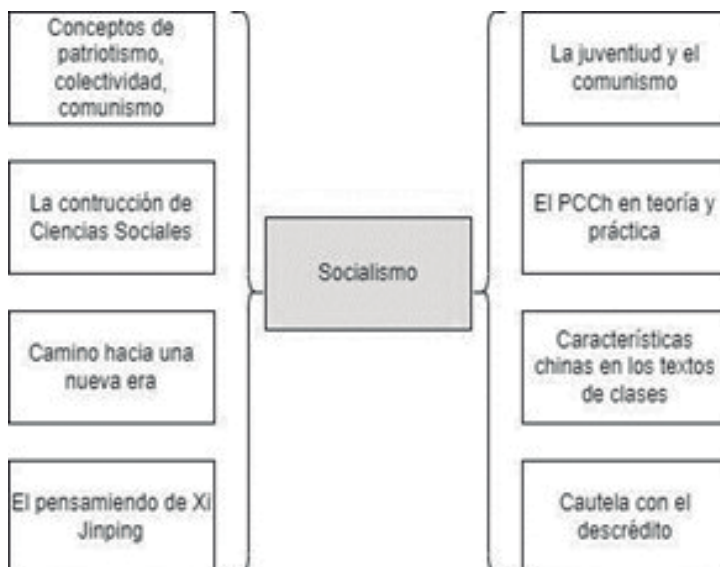 Conceptos de
patriotismo,
colectividad,
comunismo
La contrucción de
Ciencias Sociales
Camino hacia una
nueva era
El pensamiendo de Xi
Jinping
Socialismo
La juventud y el
comunismo
El PCCh en teoría y
práctica
Características
chinas en los textos
de clases
Cautela con el
descrédito